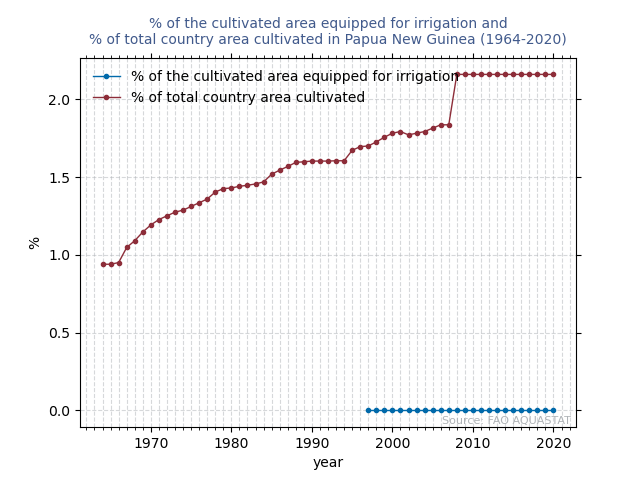 % of the cultivated area equipped for irrigation and
% of total country area cultivated in Papua New Guinea (1964-2020)
% of the cultivated area equipped for irrigation
% of total country area cultivated
%
2.0
1.5
1.0
0.5
0.0
Source: FAO AQUASTAT
1970 1980 1990 2000 2010 2020
year